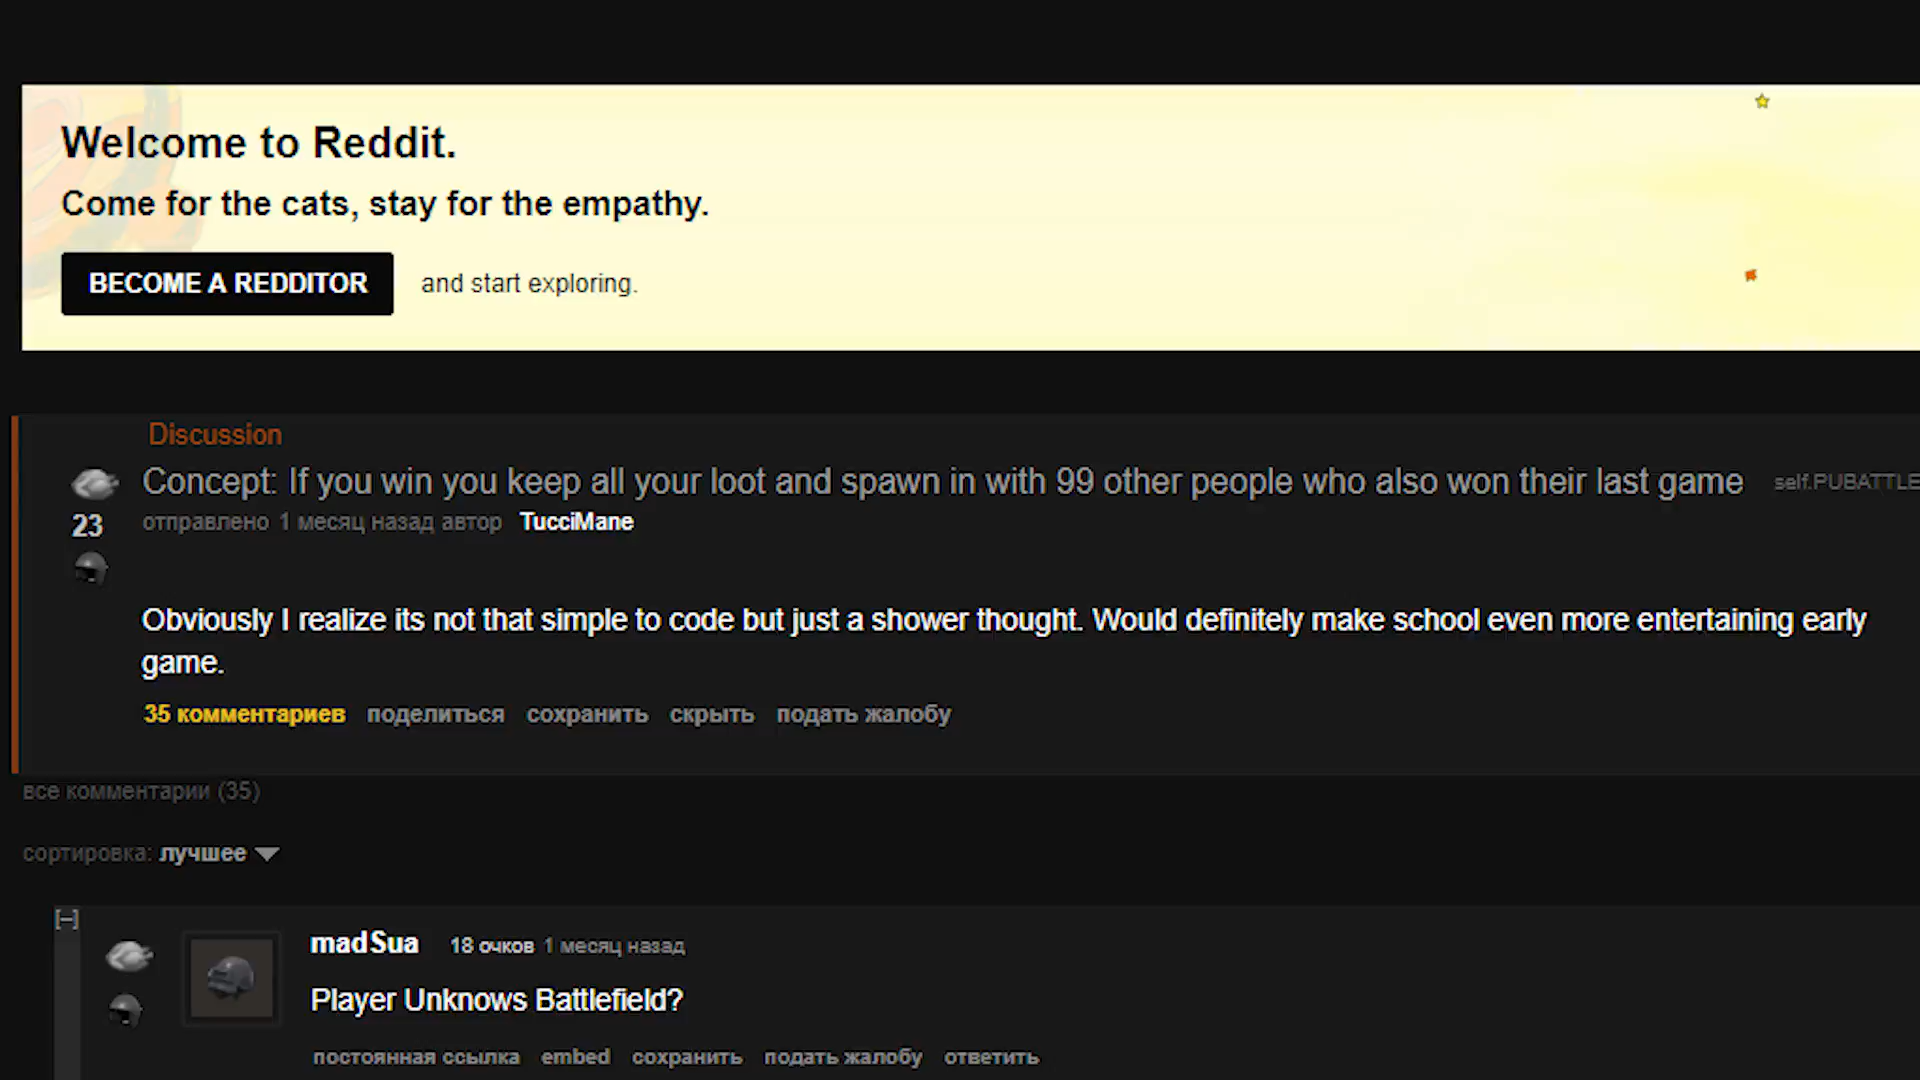 Welcome to Reddit.
Come for the cats, stay for the empathy.
BECOME A REDDITOR and start exploring.
Discussion
Concept: If you win you keep all your loot and spawn in with 99 other people who also won their last game self.PUBATTLE
23
отправлено 1 месяц назад автор TucciMane
Obviously I realize its not that simple to code but just a shower thought. Would definitely make school even more entertaining early
game.
35 комментариев поделиться сохранить скрыть подать жалобу
все комментарии (35)
сортировка: лучшее
[–]
madSua 18 очков 1 месяц назад
Player Unknows Battlefield?
постоянная ссылка embed сохранить подать жалобу ответить